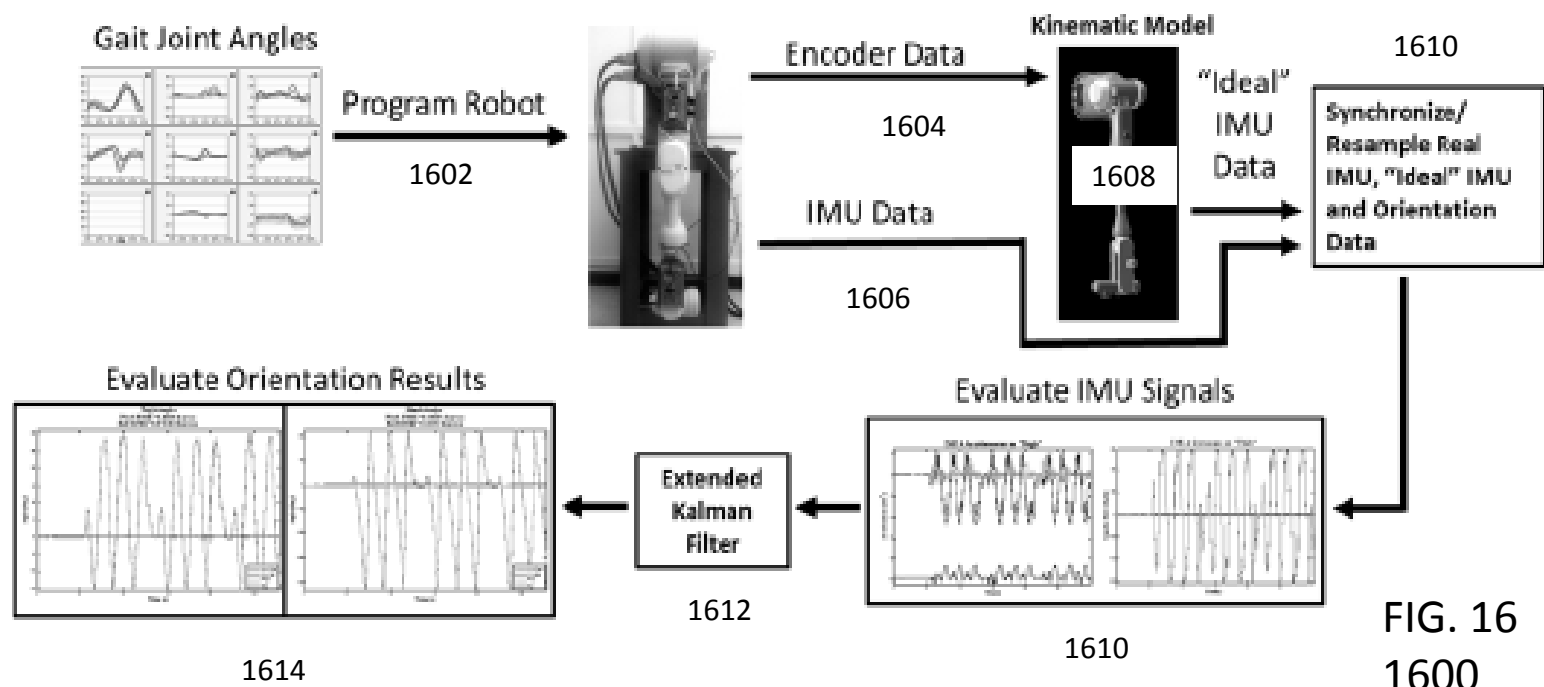 Gait Joint Angles
Program Robot
1602
Encoder Data
1604
IMU Data
1606
Kinematic Model
1608
"Ideal"
IMU
Data
1610
Synchronize/
Resample Real
IMU, "Ideal" IMU
and Orientation
Data
Evaluate Orientation Results
1614
Extended
Kalman
Filter
1612
Evaluate IMU Signals
1610
FIG. 16
1600